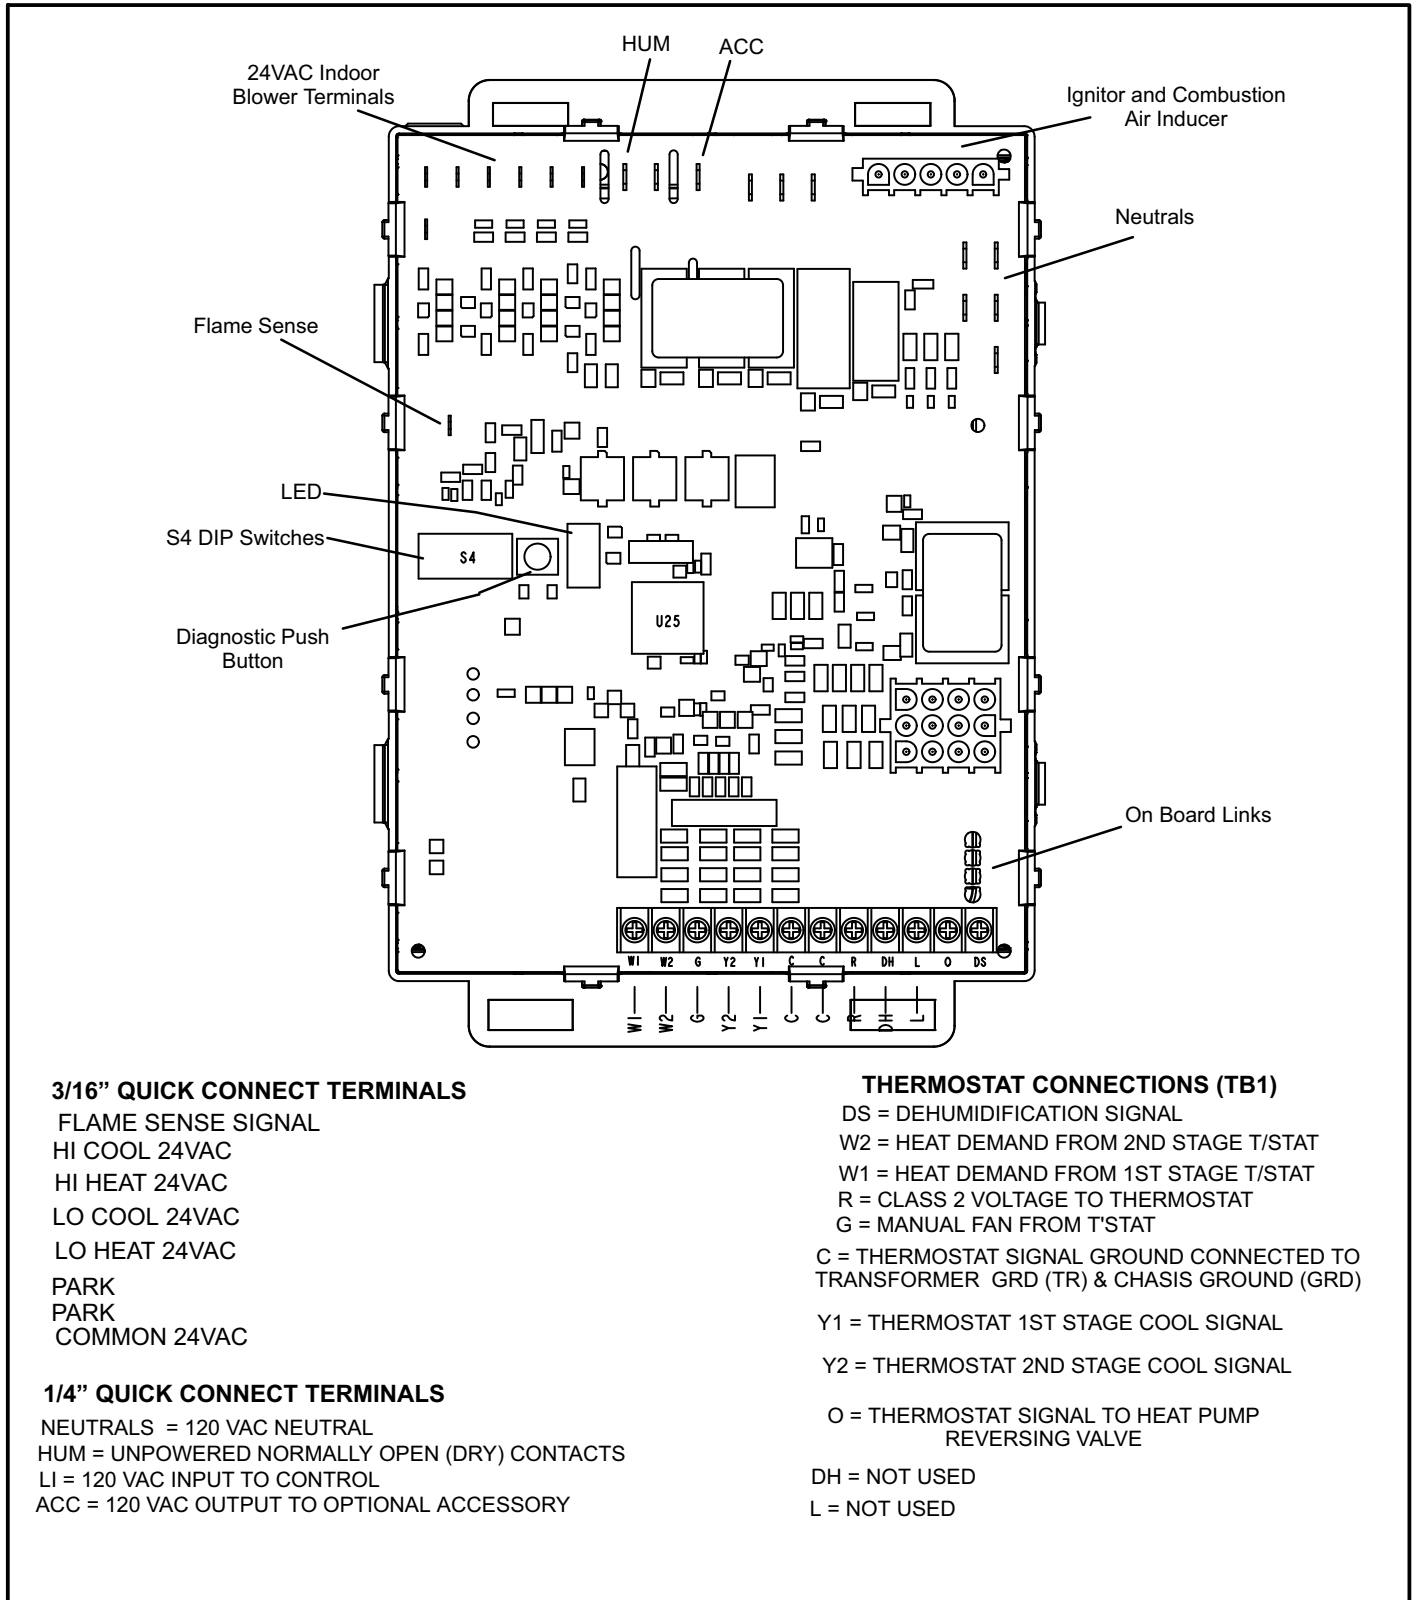 HUM
ACC
24VAC Indoor
Blower Terminals
Ignitor and Combustion
Air Inducer
Neutrals
Flame Sense
LED
S4 DIP Switches
S4
U25
Diagnostic Push
Button
On Board Links
W1 W2 G Y2 Y1 C C R DH L O DS
W1 W2 G Y2 Y1 C C R DH L
3/16” QUICK CONNECT TERMINALS
FLAME SENSE SIGNAL
HI COOL 24VAC
HI HEAT 24VAC
LO COOL 24VAC
LO HEAT 24VAC
PARK
PARK
COMMON 24VAC
1/4” QUICK CONNECT TERMINALS
NEUTRALS = 120 VAC NEUTRAL
HUM = UNPOWERED NORMALLY OPEN (DRY) CONTACTS
LI = 120 VAC INPUT TO CONTROL
ACC = 120 VAC OUTPUT TO OPTIONAL ACCESSORY
THERMOSTAT CONNECTIONS (TB1)
DS = DEHUMIDIFICATION SIGNAL
W2 = HEAT DEMAND FROM 2ND STAGE T/STAT
W1 = HEAT DEMAND FROM 1ST STAGE T/STAT
R = CLASS 2 VOLTAGE TO THERMOSTAT
G = MANUAL FAN FROM T'STAT
C = THERMOSTAT SIGNAL GROUND CONNECTED TO
TRANSFORMER GRD (TR) & CHASIS GROUND (GRD)
Y1 = THERMOSTAT 1ST STAGE COOL SIGNAL
Y2 = THERMOSTAT 2ND STAGE COOL SIGNAL
O = THERMOSTAT SIGNAL TO HEAT PUMP
REVERSING VALVE
DH = NOT USED
L = NOT USED